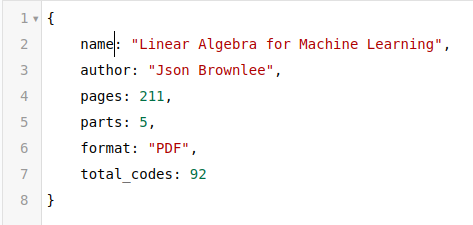 1 {
2 name: "Linear Algebra for Machine Learning",
3 author: "Json Brownlee",
4 pages: 211,
5 parts: 5,
6 format: "PDF",
7 total_codes: 92
8 }